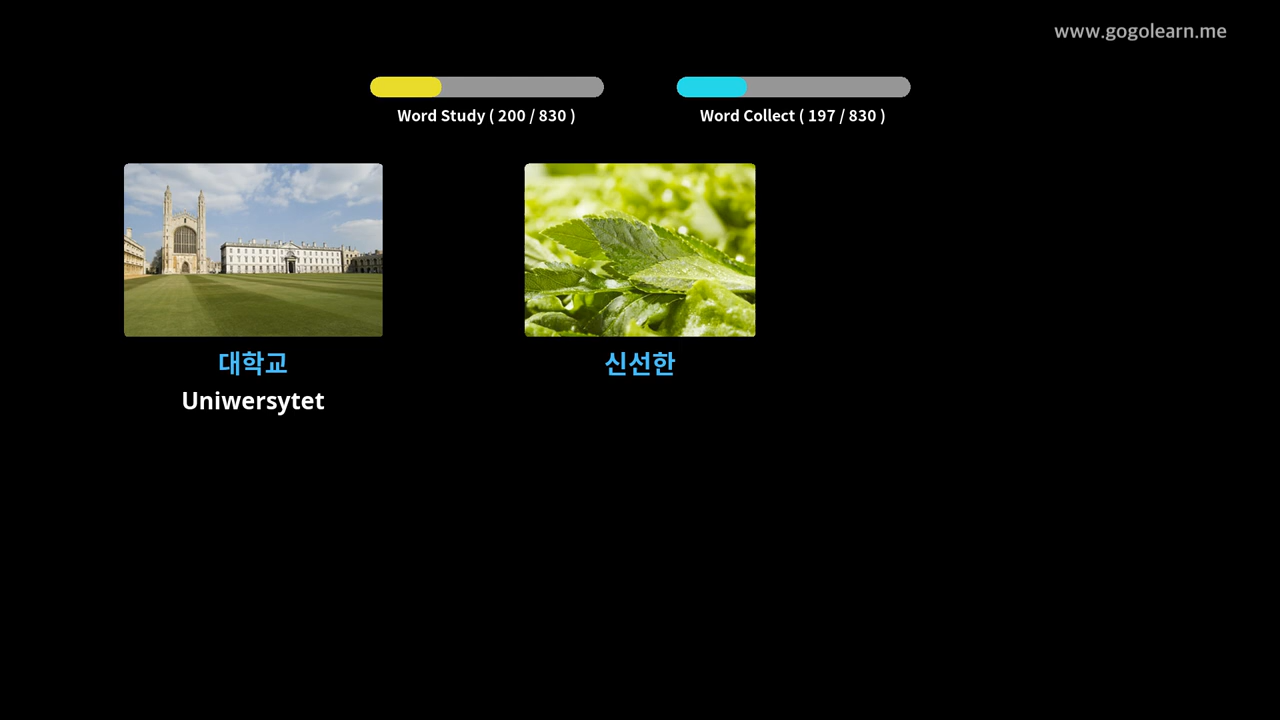 www.gogolearn.me
Word Study ( 200 / 830 )
Word Collect ( 197 / 830 )
대학교
Uniwersytet
신선한